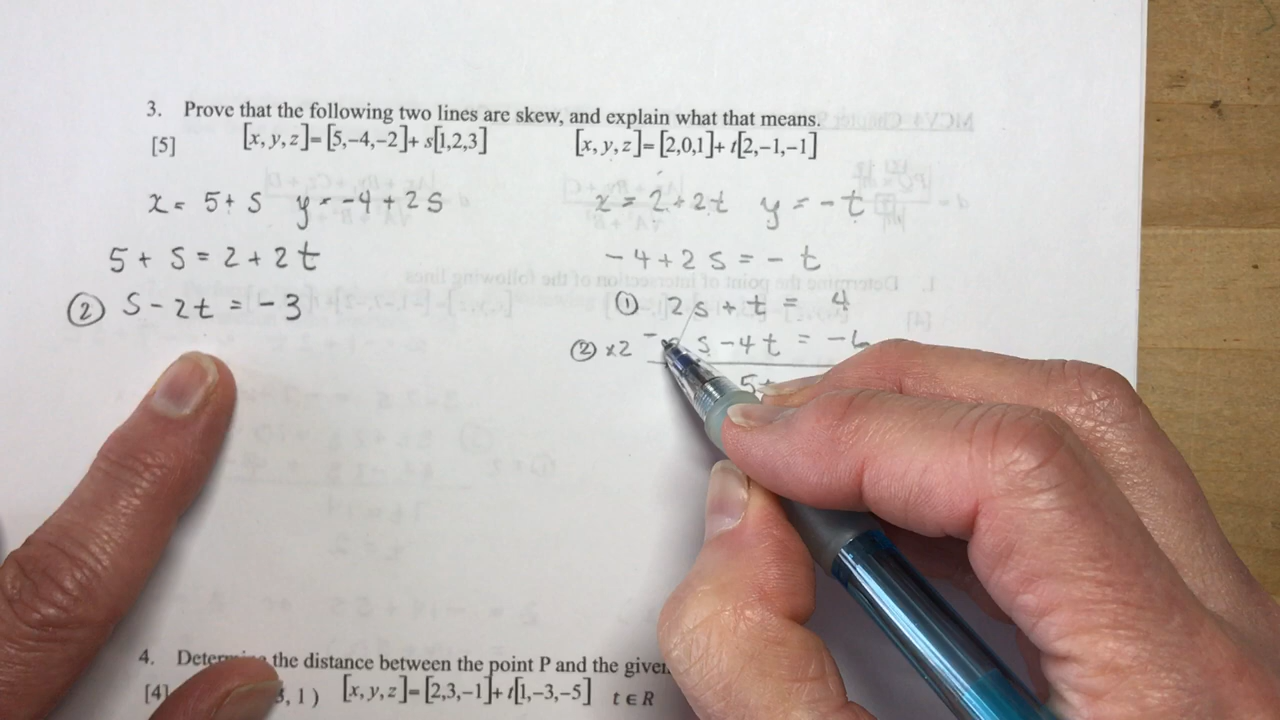 3. Prove that the following two lines are skew, and explain what that means.
[5] [x, y, z]=[5,-4,-2]+ s[1,2,3] [x, y, z]=[2,0,1]+ t[2,-1,-1]
x = 5+ s y = -4 + 2s x = 2 + 2t y = -t
5 + s = 2 + 2t -4 + 2s = - t
② s - 2t = -3 ① 2s + t = 4
② ×2 - s - 4t = -6
5t
4. the distance between the point P and the
[4] , 1 ) [x, y, z]=[2,3,-1]+ t[1,-3,-5] t ∈ R